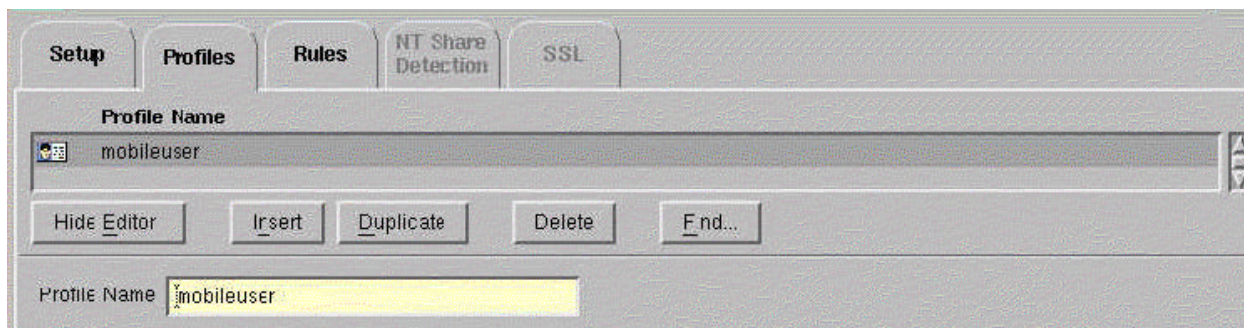 Setup
Profiles
Rules
NT Share
Detection
SSL
Profile Name
mobileuser
Hide Editor
Insert
Duplicate
Delete
Find...
Profile Name mobileuser